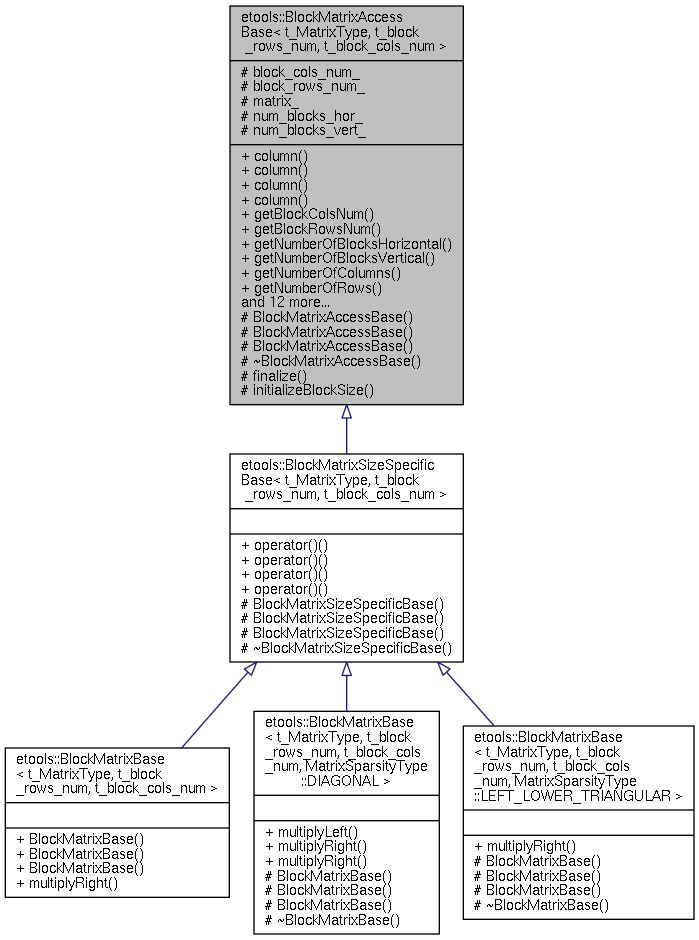 etools::BlockMatrixAccess
Base< t_MatrixType, t_block
_rows_num, t_block_cols_num >
# block_cols_num_
# block_rows_num_
# matrix_
# num_blocks_hor_
# num_blocks_vert_
+ column()
+ column()
+ column()
+ column()
+ getBlockColsNum()
+ getBlockRowsNum()
+ getNumberOfBlocksHorizontal()
+ getNumberOfBlocksVertical()
+ getNumberOfColumns()
+ getNumberOfRows()
and 12 more...
# BlockMatrixAccessBase()
# BlockMatrixAccessBase()
# BlockMatrixAccessBase()
# ~BlockMatrixAccessBase()
# finalize()
# initializeBlockSize()
etools::BlockMatrixSizeSpecific
Base< t_MatrixType, t_block
_rows_num, t_block_cols_num >
+ operator()()
+ operator()()
+ operator()()
+ operator()()
# BlockMatrixSizeSpecificBase()
# BlockMatrixSizeSpecificBase()
# BlockMatrixSizeSpecificBase()
# ~BlockMatrixSizeSpecificBase()
etools::BlockMatrixBase
< t_MatrixType, t_block
_rows_num, t_block_cols_num >
+ BlockMatrixBase()
+ BlockMatrixBase()
+ BlockMatrixBase()
+ multiplyRight()
etools::BlockMatrixBase
< t_MatrixType, t_block
_rows_num, t_block_cols
_num, MatrixSparsityType
::DIAGONAL >
+ multiplyLeft()
+ multiplyRight()
+ multiplyRight()
# BlockMatrixBase()
# BlockMatrixBase()
# BlockMatrixBase()
# ~BlockMatrixBase()
etools::BlockMatrixBase
< t_MatrixType, t_block
_rows_num, t_block_cols
_num, MatrixSparsityType
::LEFT_LOWER_TRIANGULAR >
+ multiplyRight()
# BlockMatrixBase()
# BlockMatrixBase()
# BlockMatrixBase()
# ~BlockMatrixBase()